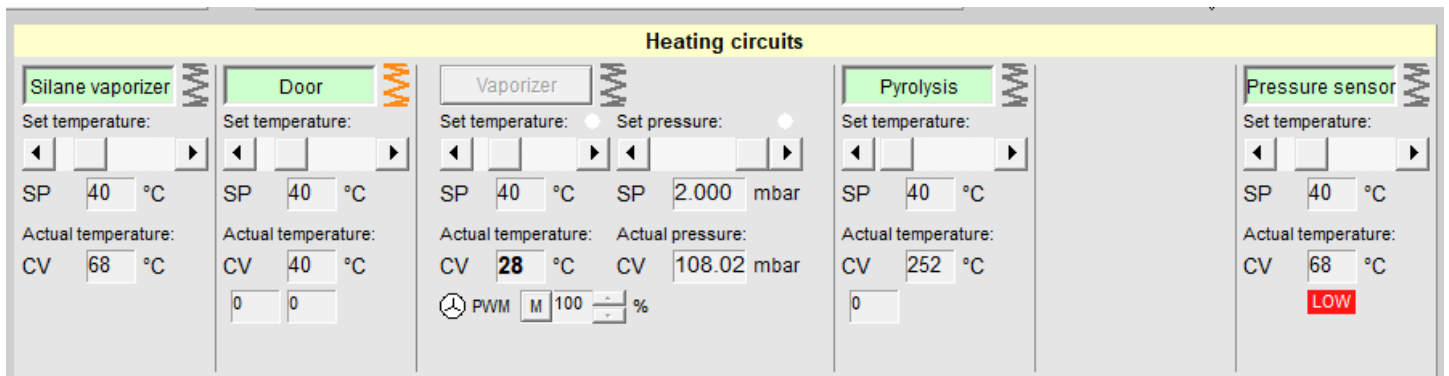 Heating circuits
Silane vaporizer Door Vaporizer Pyrolysis Pressure sensor
Set temperature: Set temperature: Set temperature: Set pressure: Set temperature: Set temperature:
SP 40 °C SP 40 °C SP 40 °C SP 2.000 mbar SP 40 °C SP 40 °C
Actual temperature: Actual temperature: Actual temperature: Actual pressure: Actual temperature: Actual temperature:
CV 68 °C CV 40 °C CV 28 °C CV 108.02 mbar CV 252 °C CV 68 °C
0 0 PWM M 100 % 0 LOW